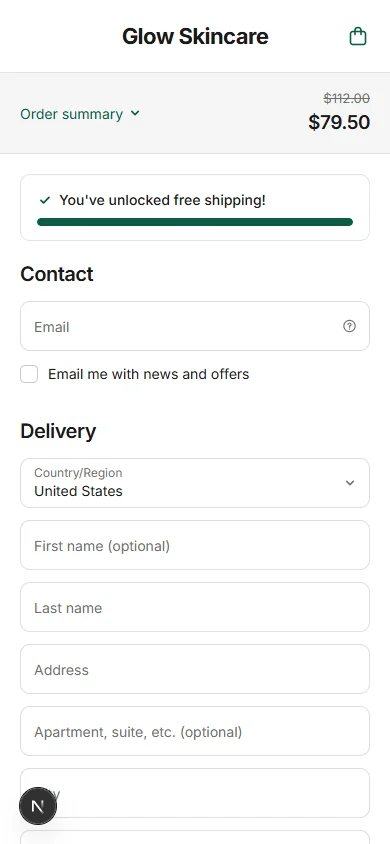 Glow Skincare
Order summary
$112.00
$79.50
You've unlocked free shipping!
Contact
Email
Email me with news and offers
Delivery
Country/Region
United States
First name (optional)
Last name
Address
Apartment, suite, etc. (optional)
N